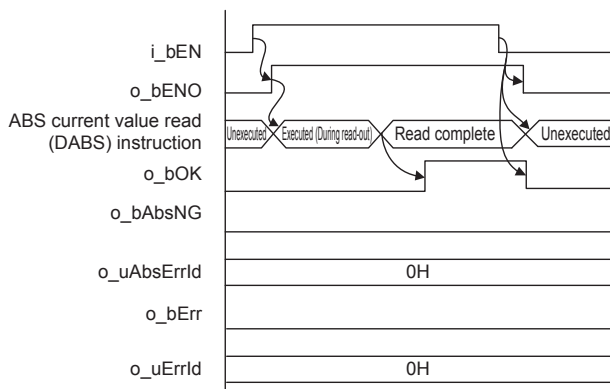 i_bEN
o_bENO
ABS current value read
(DABS) instruction
Unexecuted
Executed (During read-out)
Read complete
Unexecuted
o_bOK
o_bAbsNG
o_uAbsErrId
0H
o_bErr
o_uErrId
0H